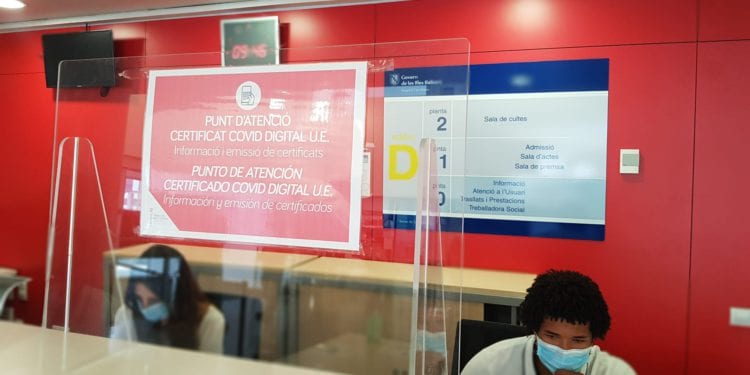 09:46
PUNT D'ATENCIÓ
CERTIFICAT COVID DIGITAL U.E.
Informació i emissió de certificats
PUNTO DE ATENCIÓN
CERTIFICADO COVID DIGITAL U.E.
Información y emisión de certificados
Govern
de les Illes Balears
D
planta
2
Sala de cultes
1
Admissió
Sala d'actes
Sala de premsa
0
Informació
Atenció a l'Usuari
Trasllats i Prestacions
Treballadora Social